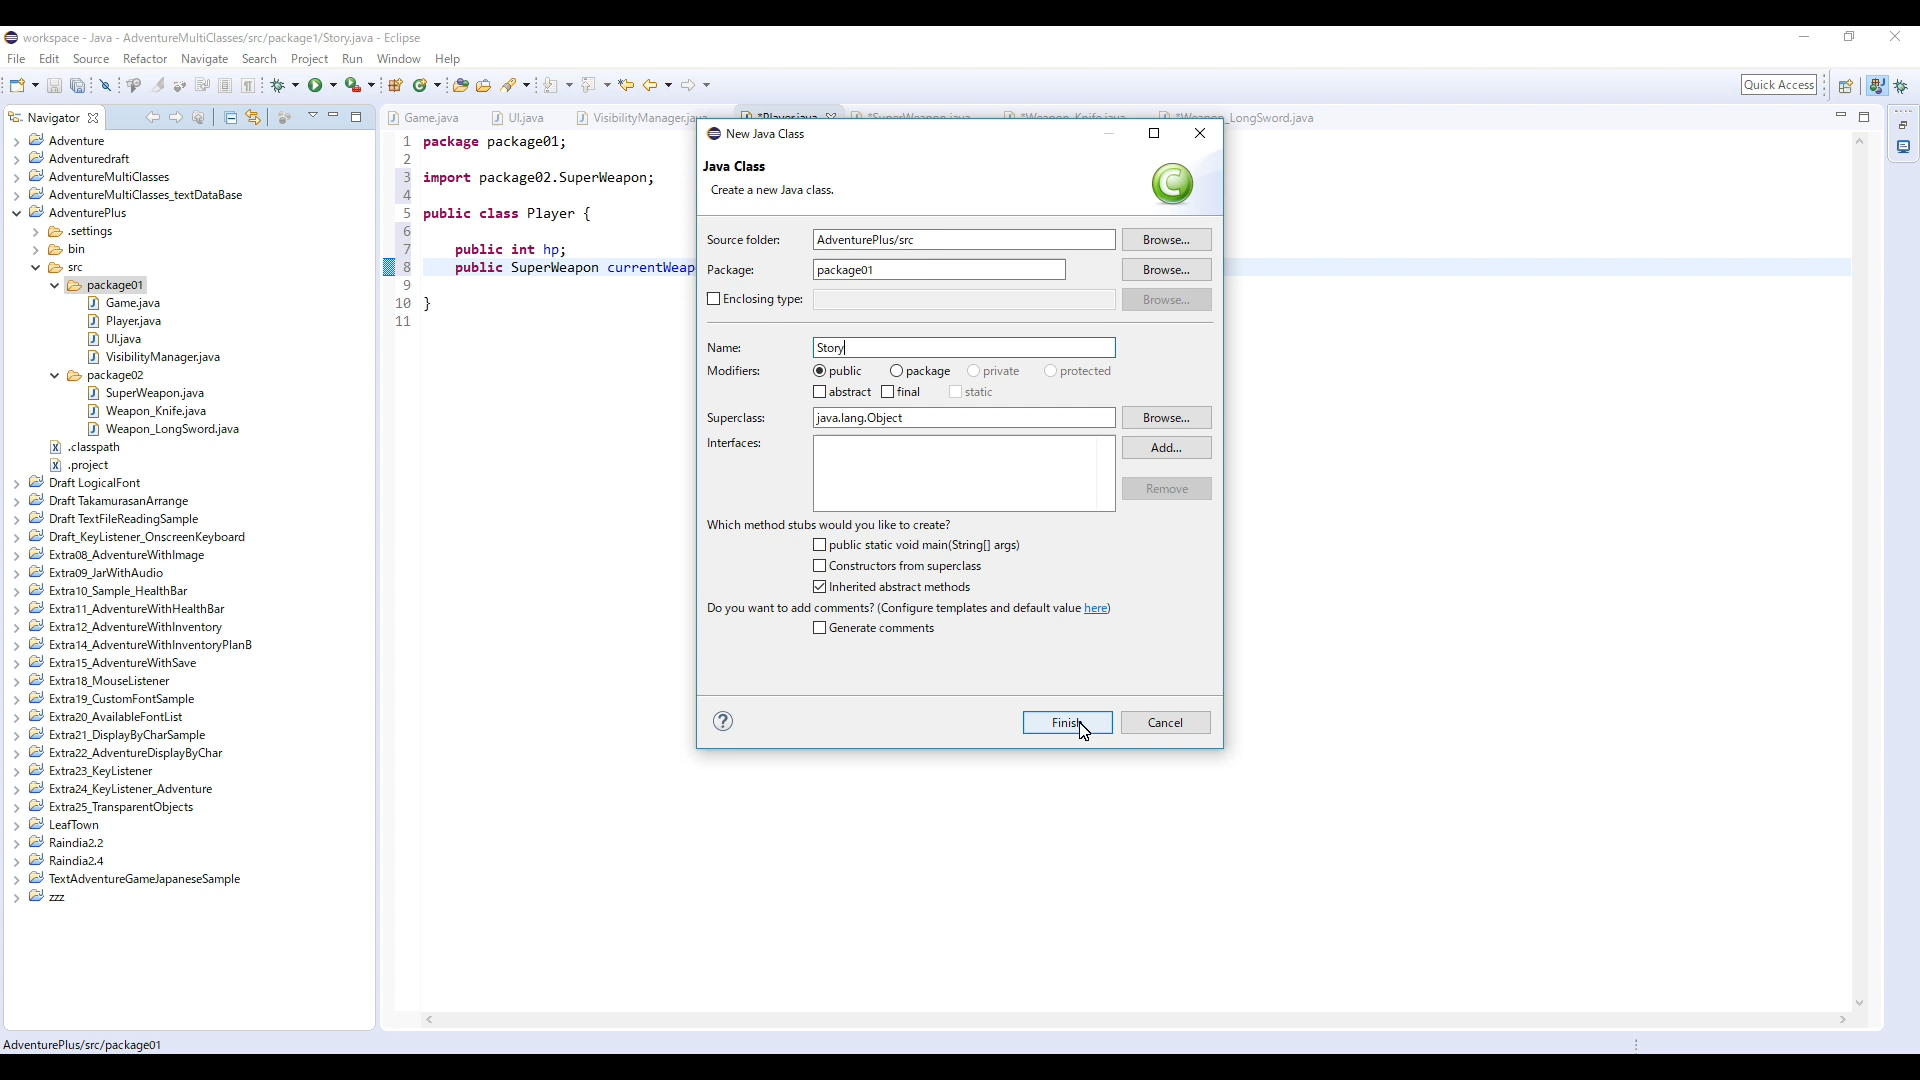 workspace - Java - AdventureMultiClasses/src/package1/Story.java - Eclipse
File Edit Source Refactor Navigate Search Project Run Window Help
Quick Access
Navigator
Game.java UI.java VisibilityManager.java *Player.java *SuperWeapon.java *Weapon_Knife.java *Weapon_LongSword.java
Adventure
Adventuredraft
AdventureMultiClasses
AdventureMultiClasses_textDataBase
AdventurePlus
.settings
bin
src
package01
Game.java
Player.java
UI.java
VisibilityManager.java
package02
SuperWeapon.java
Weapon_Knife.java
Weapon_LongSword.java
.classpath
.project
Draft LogicalFont
Draft TakamurasanArrange
Draft TextFileReadingSample
Draft_KeyListener_OnscreenKeyboard
Extra08_AdventureWithImage
Extra09_JarWithAudio
Extra10_Sample_HealthBar
Extra11_AdventureWithHealthBar
Extra12_AdventureWithInventory
Extra14_AdventureWithInventoryPlanB
Extra15_AdventureWithSave
Extra18_MouseListener
Extra19_CustomFontSample
Extra20_AvailableFontList
Extra21_DisplayByCharSample
Extra22_AdventureDisplayByChar
Extra23_KeyListener
Extra24_KeyListener_Adventure
Extra25_TransparentObjects
LeafTown
Raindia2.2
Raindia2.4
TextAdventureGameJapaneseSample
zzz
1 package package01;
2
3 import package02.SuperWeapon;
4
5 public class Player {
6
7 public int hp;
8 public SuperWeapon currentWeap
9
10 }
11
New Java Class
Java Class
Create a new Java class.
Source folder: AdventurePlus/src Browse...
Package: package01 Browse...
Enclosing type: Browse...
Name: Story
Modifiers: public package private protected
abstract final static
Superclass: java.lang.Object Browse...
Interfaces: Add...
Remove
Which method stubs would you like to create?
public static void main(String[] args)
Constructors from superclass
Inherited abstract methods
Do you want to add comments? (Configure templates and default value here)
Generate comments
Finish Cancel
AdventurePlus/src/package01